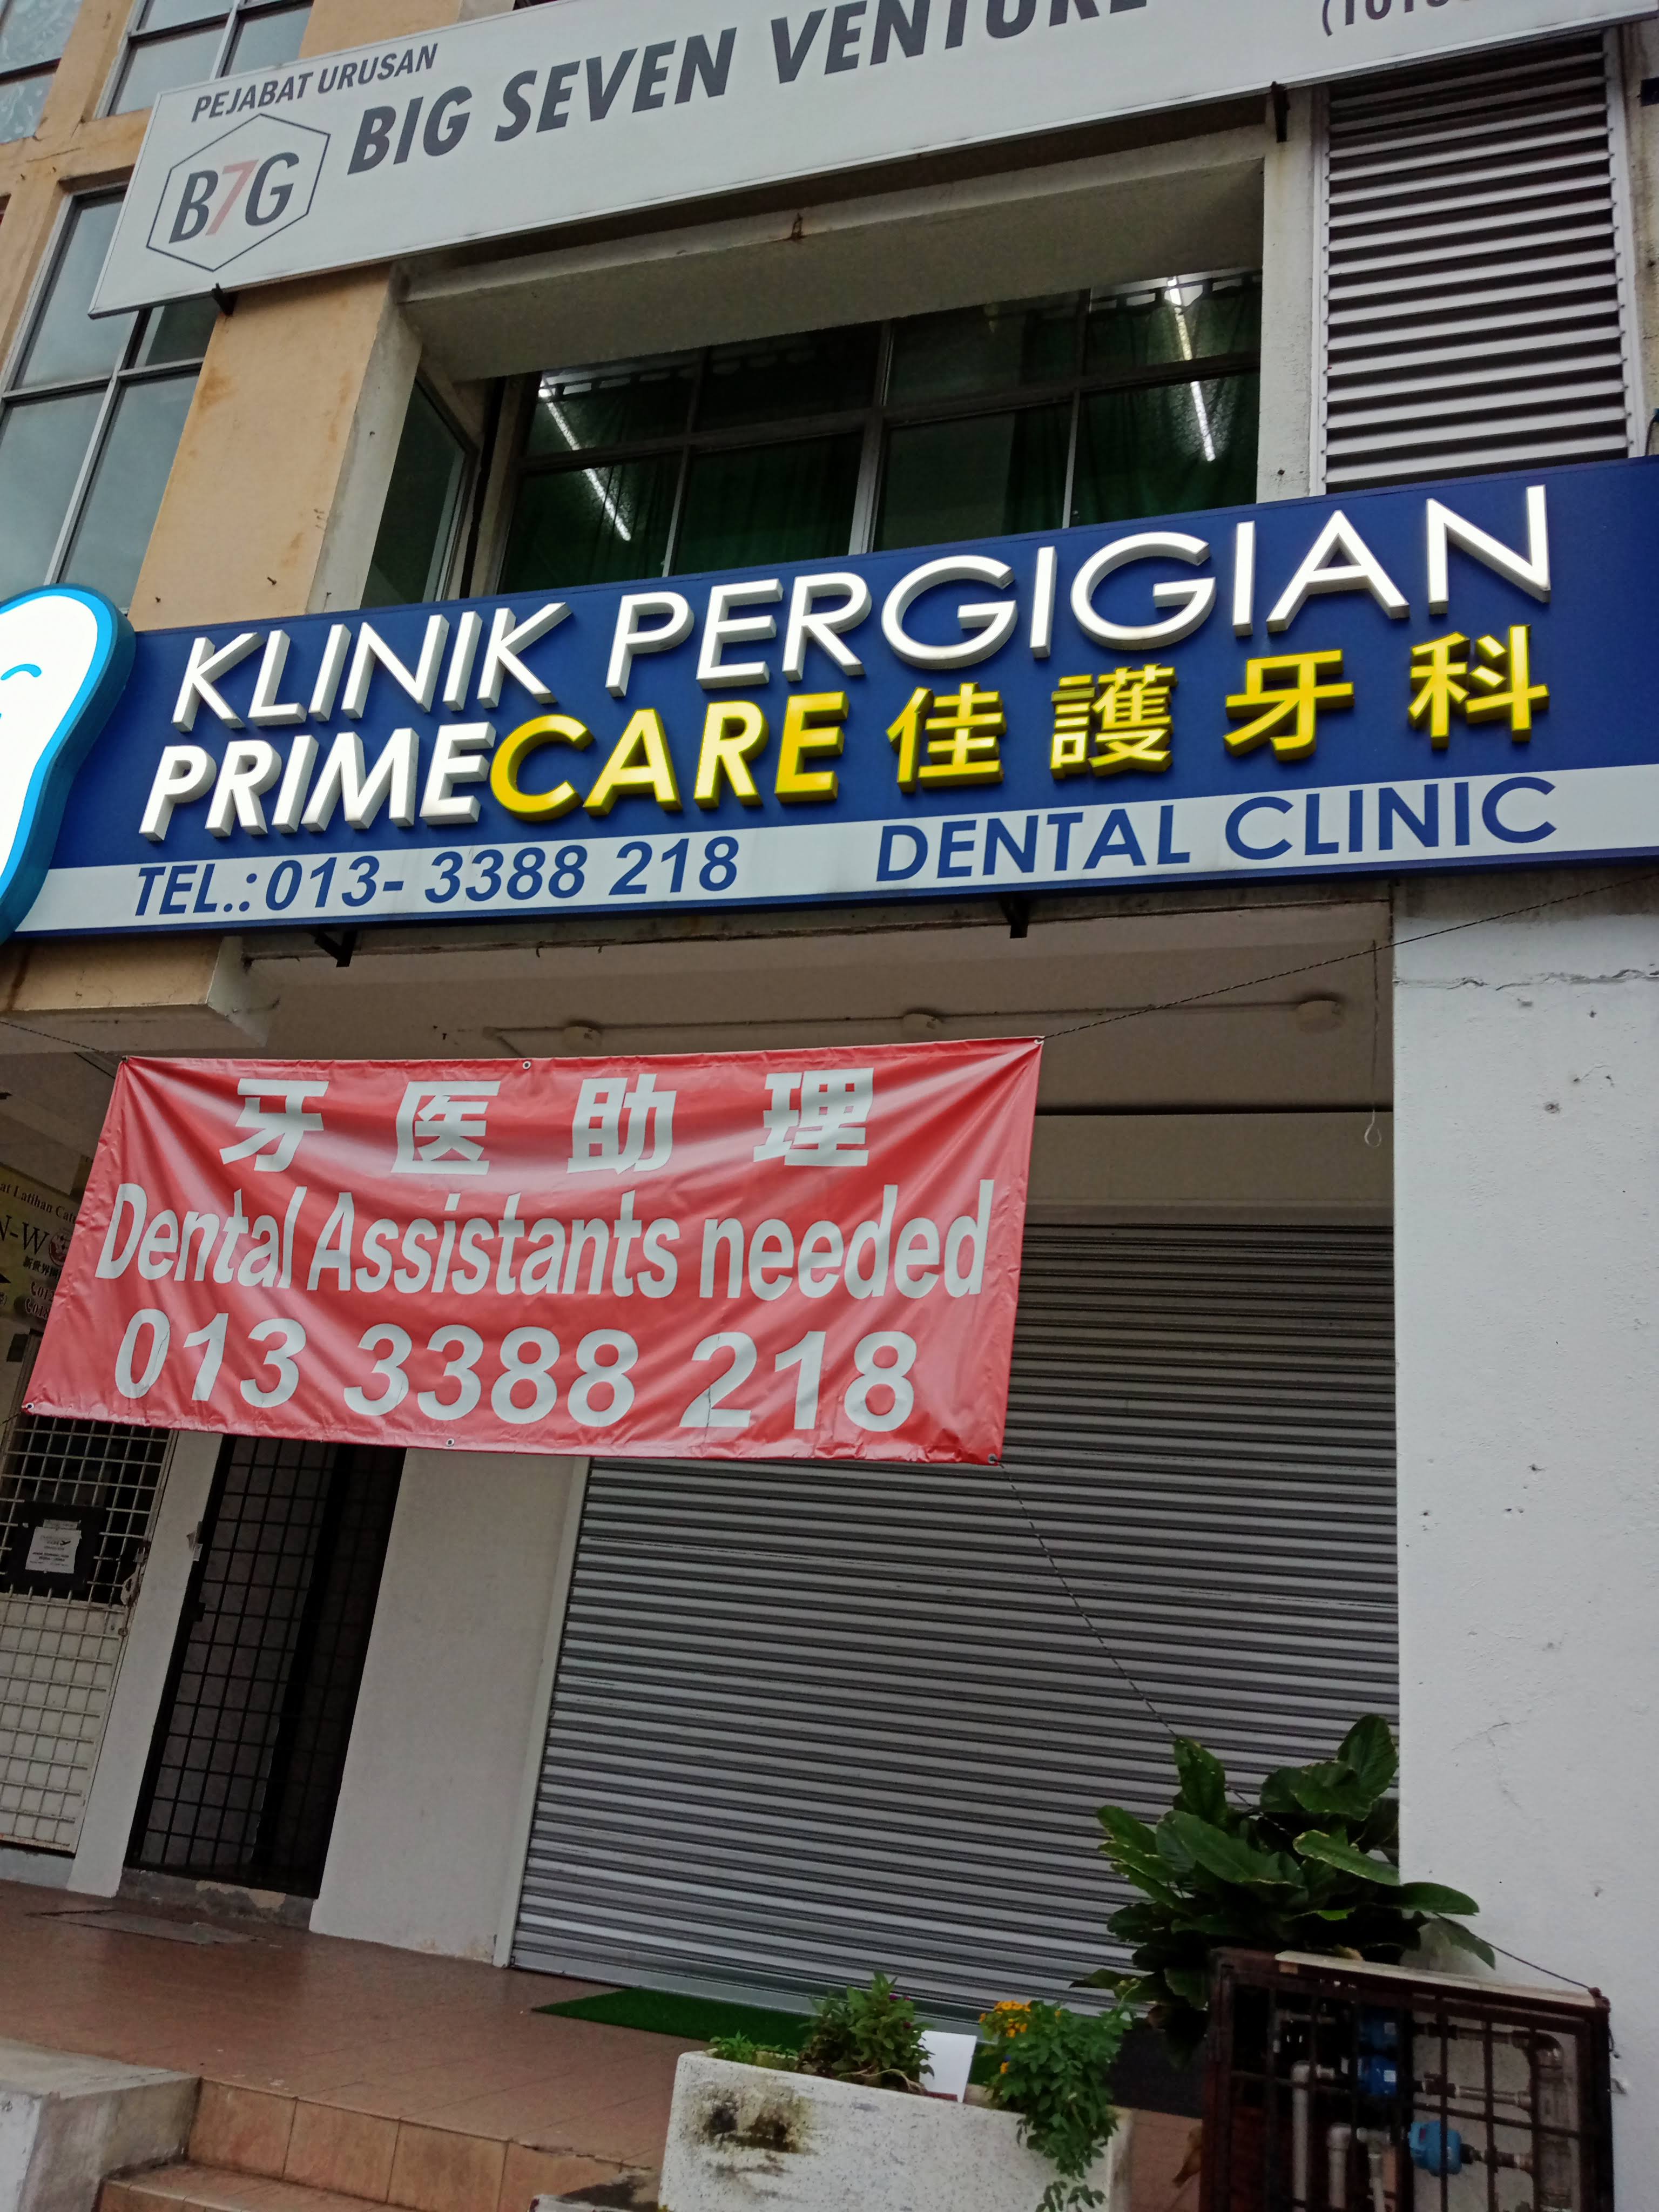 PEJABAT URUSAN
B7G
BIG SEVEN VENTURE
KLINIK PERGIGIAN
PRIMECARE 佳護牙科
TEL.: 013- 3388 218 DENTAL CLINIC
牙医助理
Dental Assistants needed
013 3388 218